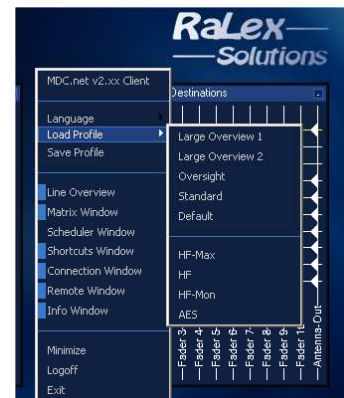 RaLex
Solutions
MDC.net v2.xx Client
Destinations
Language
Load Profile
Save Profile
Large Overview 1
Large Overview 2
Oversight
Standard
Default
HF-Max
HF
HF-Mon
AES
Line Overview
Matrix Window
Scheduler Window
Shortcuts Window
Connection Window
Remote Window
Info Window
Minimize
Logoff
Exit
Fader 3
Fader 4
Fader 5
Fader 6
Fader 7
Fader 8
Fader 9
Fader 10
Antenna-Out